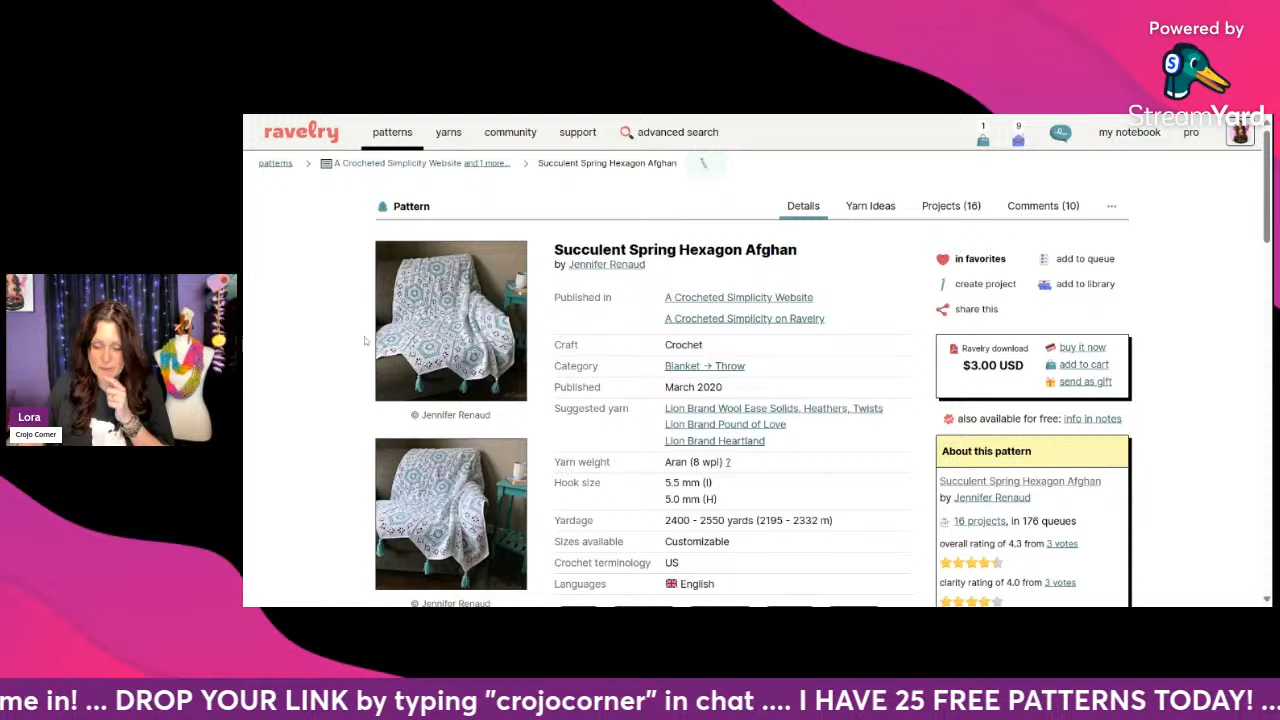 Powered by
StreamYard
ravelry
patterns yarns community support advanced search 1 9 my notebook pro
patterns > A Crocheted Simplicity Website and 1 more... > Succulent Spring Hexagon Afghan
Pattern Details Yarn Ideas Projects (16) Comments (10) ...
Succulent Spring Hexagon Afghan
by Jennifer Renaud
Published in A Crocheted Simplicity Website
A Crocheted Simplicity on Ravelry
Craft Crochet
Category Blanket → Throw
Published March 2020
Suggested yarn Lion Brand Wool Ease Solids, Heathers, Twists
Lion Brand Pound of Love
Lion Brand Heartland
Yarn weight Aran (8 wpi) ?
Hook size 5.5 mm (I)
5.0 mm (H)
Yardage 2400 - 2550 yards (2195 - 2332 m)
Sizes available Customizable
Crochet terminology US
Languages English
© Jennifer Renaud
© Jennifer Renaud
in favorites add to queue
create project add to library
share this
Ravelry download buy it now
$3.00 USD add to cart
send as gift
also available for free: info in notes
About this pattern
Succulent Spring Hexagon Afghan
by Jennifer Renaud
16 projects, in 176 queues
overall rating of 4.3 from 3 votes
clarity rating of 4.0 from 3 votes
Lora
Crojo Corner
me in! ... DROP YOUR LINK by typing "crojocorner" in chat .... I HAVE 25 FREE PATTERNS TODAY! ...